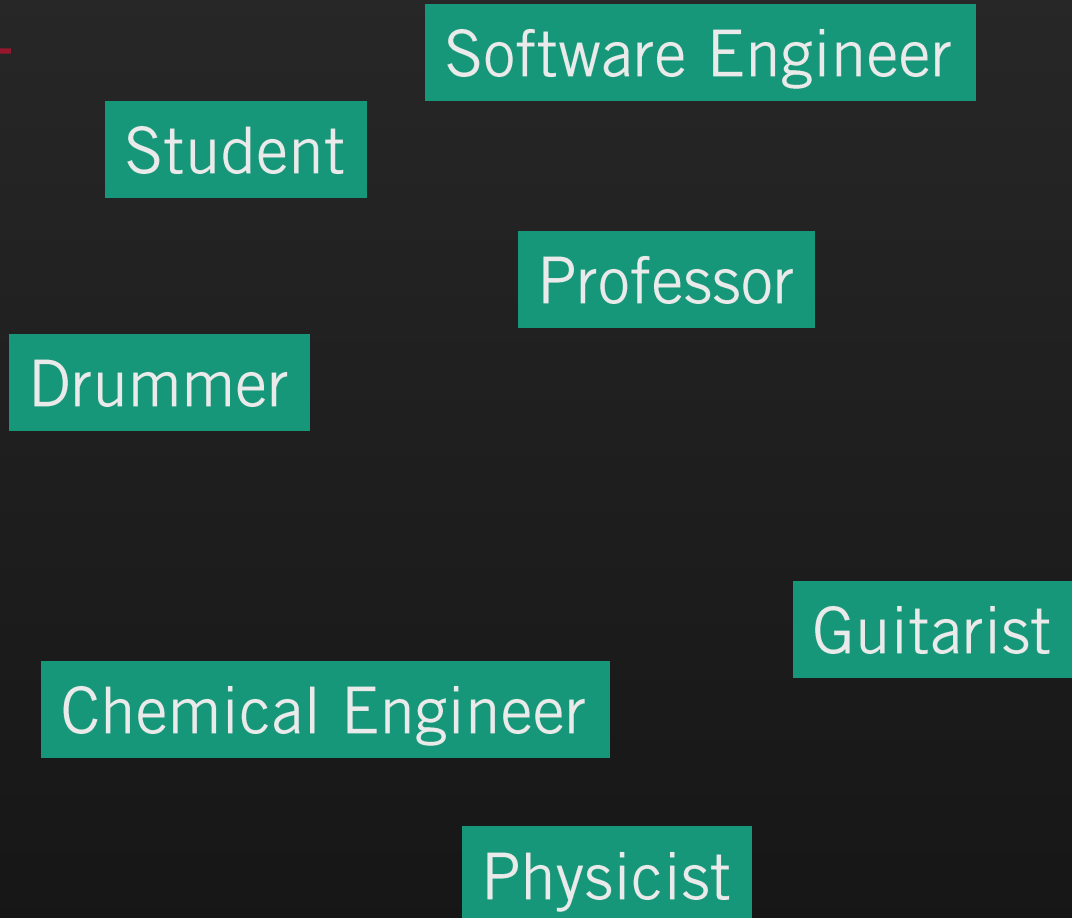 Software Engineer
Student
Professor
Drummer
Guitarist
Chemical Engineer
Physicist